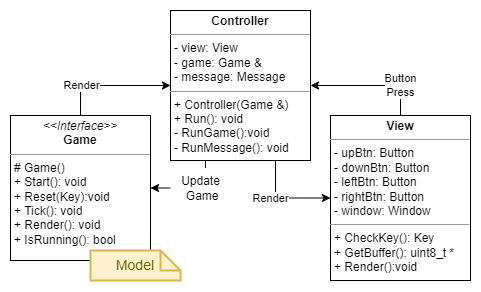 Controller
- view: View
- game: Game &
- message: Message
+ Controller(Game &)
+ Run(): void
- RunGame():void
- RunMessage(): void
Render
Button
Press
<<Interface>>
Game
# Game()
+ Start(): void
+ Reset(Key):void
+ Tick(): void
+ Render(): void
+ IsRunning(): bool
Model
Update
Game
Render
View
- upBtn: Button
- downBtn: Button
- leftBtn: Button
- rightBtn: Button
- window: Window
+ CheckKey(): Key
+ GetBuffer(): uint8_t *
+ Render():void